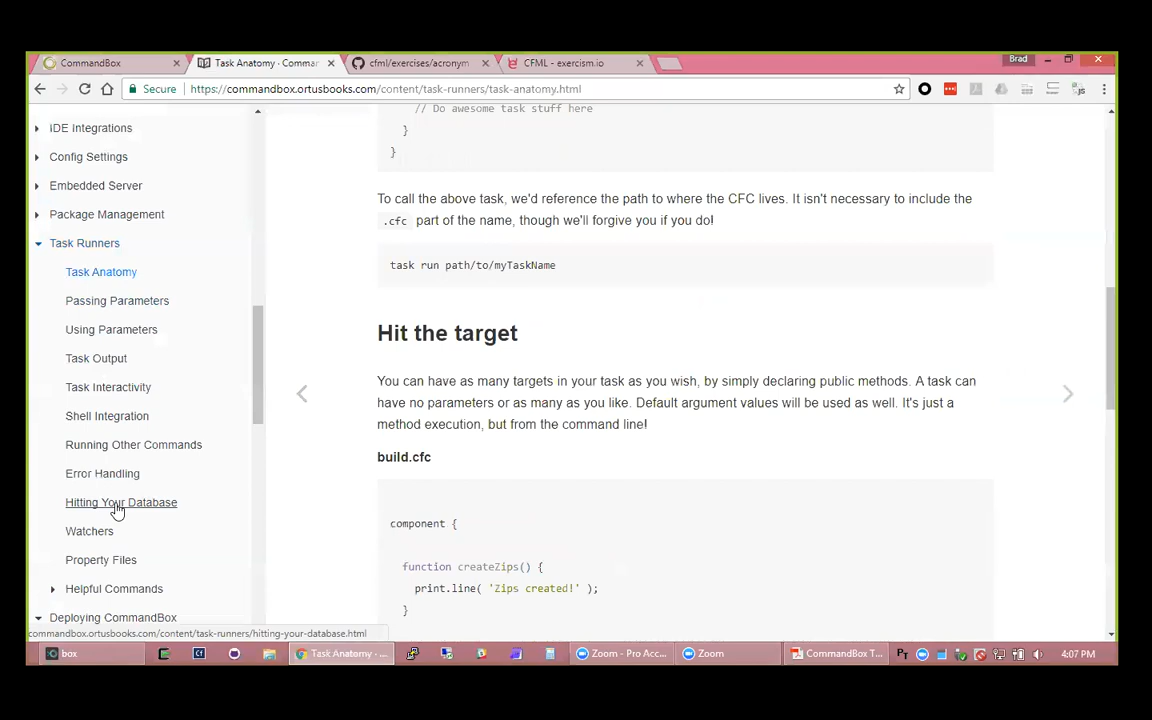 CommandBox
Task Anatomy · Comma
cfml/exercises/acronym
CFML - exercism.io
Brad
Secure
https://commandbox.ortusbooks.com/content/task-runners/task-anatomy.html
IDE Integrations
Config Settings
Embedded Server
Package Management
Task Runners
Task Anatomy
Passing Parameters
Using Parameters
Task Output
Task Interactivity
Shell Integration
Running Other Commands
Error Handling
Hitting Your Database
Watchers
Property Files
Helpful Commands
Deploying CommandBox
// Do awesome task stuff here
}
}
To call the above task, we'd reference the path to where the CFC lives. It isn't necessary to include the
.cfc part of the name, though we'll forgive you if you do!
task run path/to/myTaskName
Hit the target
You can have as many targets in your task as you wish, by simply declaring public methods. A task can
have no parameters or as many as you like. Default argument values will be used as well. It's just a
method execution, but from the command line!
build.cfc
component {
function createZips() {
print.line( 'Zips created!' );
}
commandbox.ortusbooks.com/content/task-runners/hitting-your-database.html
box
Cf
Task Anatomy · ...
Zoom - Pro Acc...
Zoom
CommandBox T...
4:07 PM